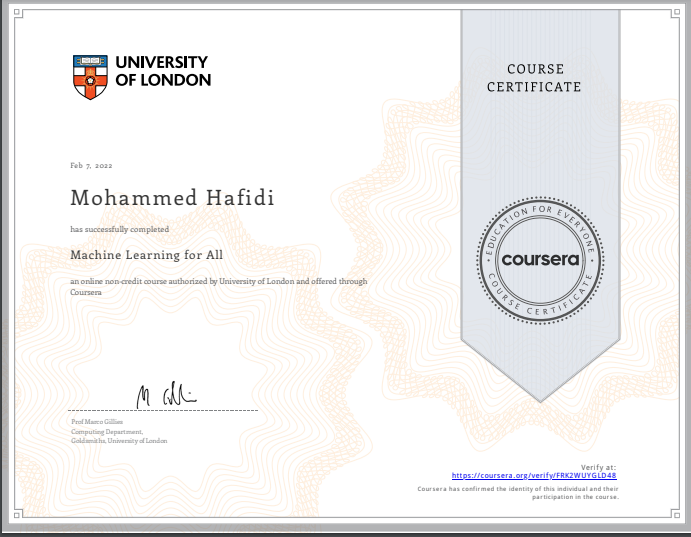 UNIVERSITY
OF LONDON
COURSE
CERTIFICATE
Feb 7, 2022
Mohammed Hafidi
has successfully completed
Machine Learning for All
an online non-credit course authorized by University of London and offered through
Coursera
EDUCATION FOR EVERYONE
coursera
COURSE CERTIFICATE
M Gillies
Prof Marco Gillies
Computing Department,
Goldsmiths, University of London
Verify at:
https://coursera.org/verify/FRK2WUYGLD48
Coursera has confirmed the identity of this individual and their
participation in the course.